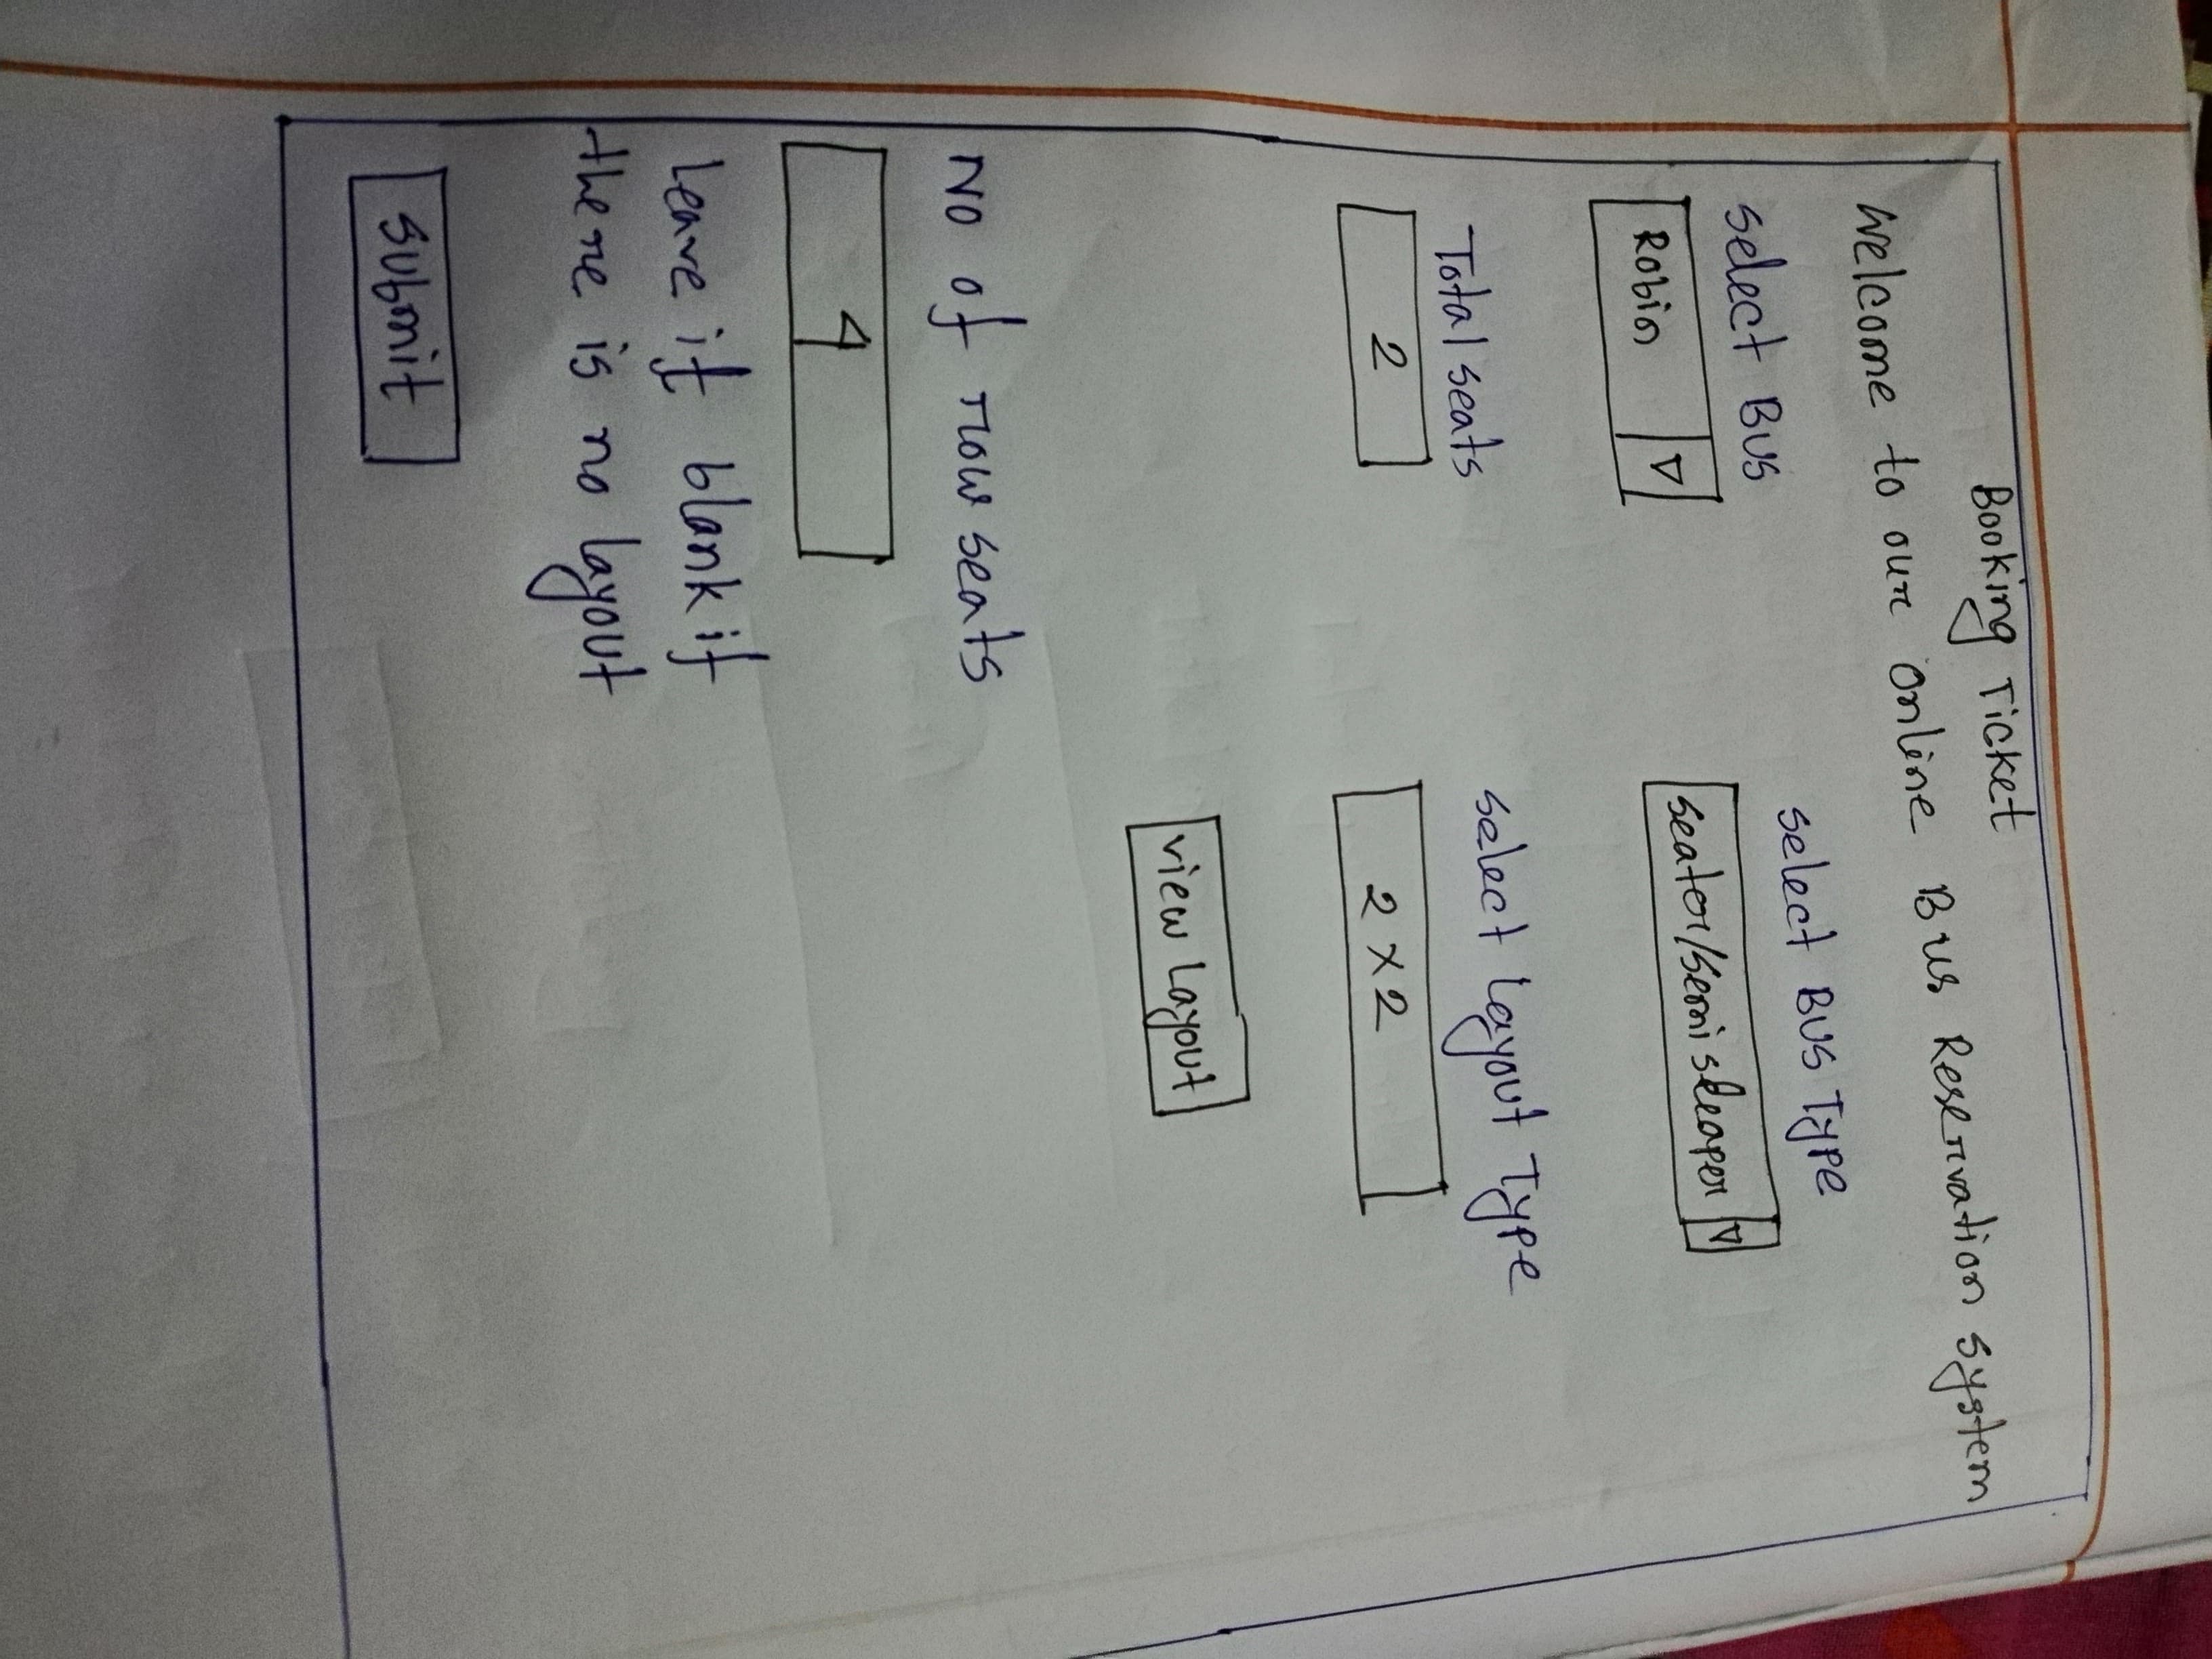 Booking Ticket
Welcome to our Online Bus Reservation system
select Bus
select Bus Type
Robin
seater/semi sleaper
Total seats
select Layout Type
2
2 × 2
view Layout
No of row seats
4
leave if blank if
there is no layout
submit